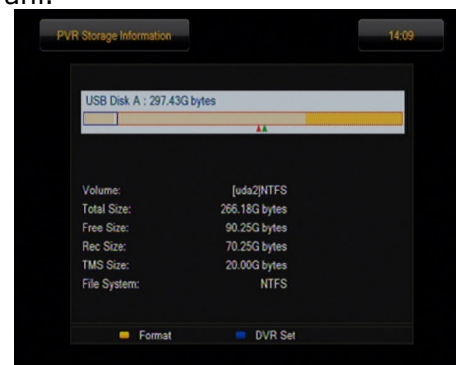 PVR Storage Information 14:09
USB Disk A : 297.43G bytes
Volume: [uda2]NTFS
Total Size: 266.18G bytes
Free Size: 90.25G bytes
Rec Size: 70.25G bytes
TMS Size: 20.00G bytes
File System: NTFS
Format DVR Set